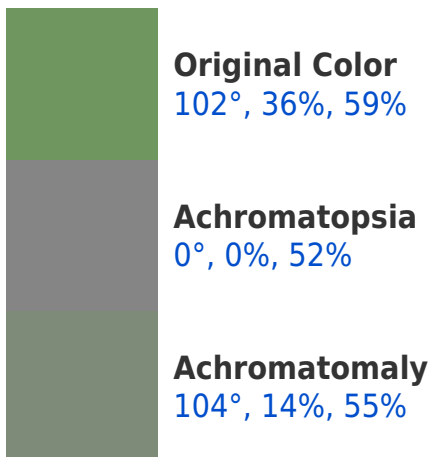 Original Color
102°, 36%, 59%
Achromatopsia
0°, 0%, 52%
Achromatomaly
104°, 14%, 55%